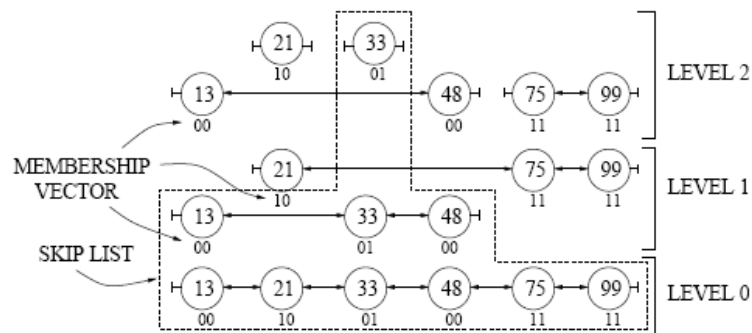 21 33
10 01
LEVEL 2
13 48 75 99
00 00 11 11
MEMBERSHIP
VECTOR
21 75 99
10 11 11
LEVEL 1
13 33 48
00 01 00
SKIP LIST
13 21 33 48 75 99
00 10 01 00 11 11
LEVEL 0